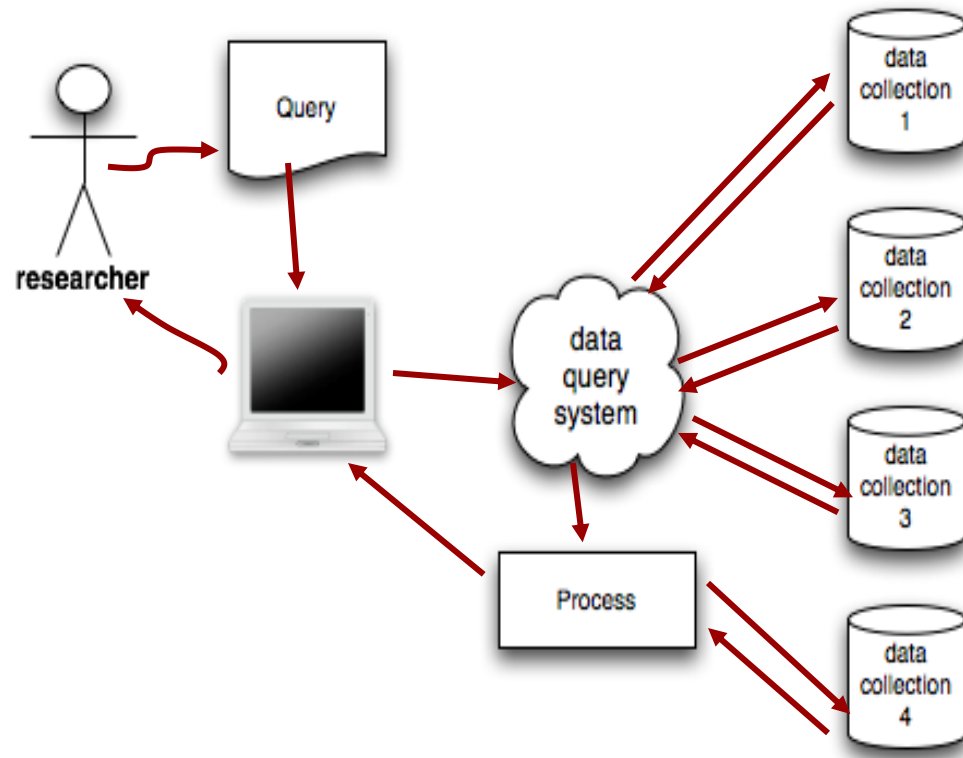 Query
researcher
data
query
system
Process
data
collection
1
data
collection
2
data
collection
3
data
collection
4